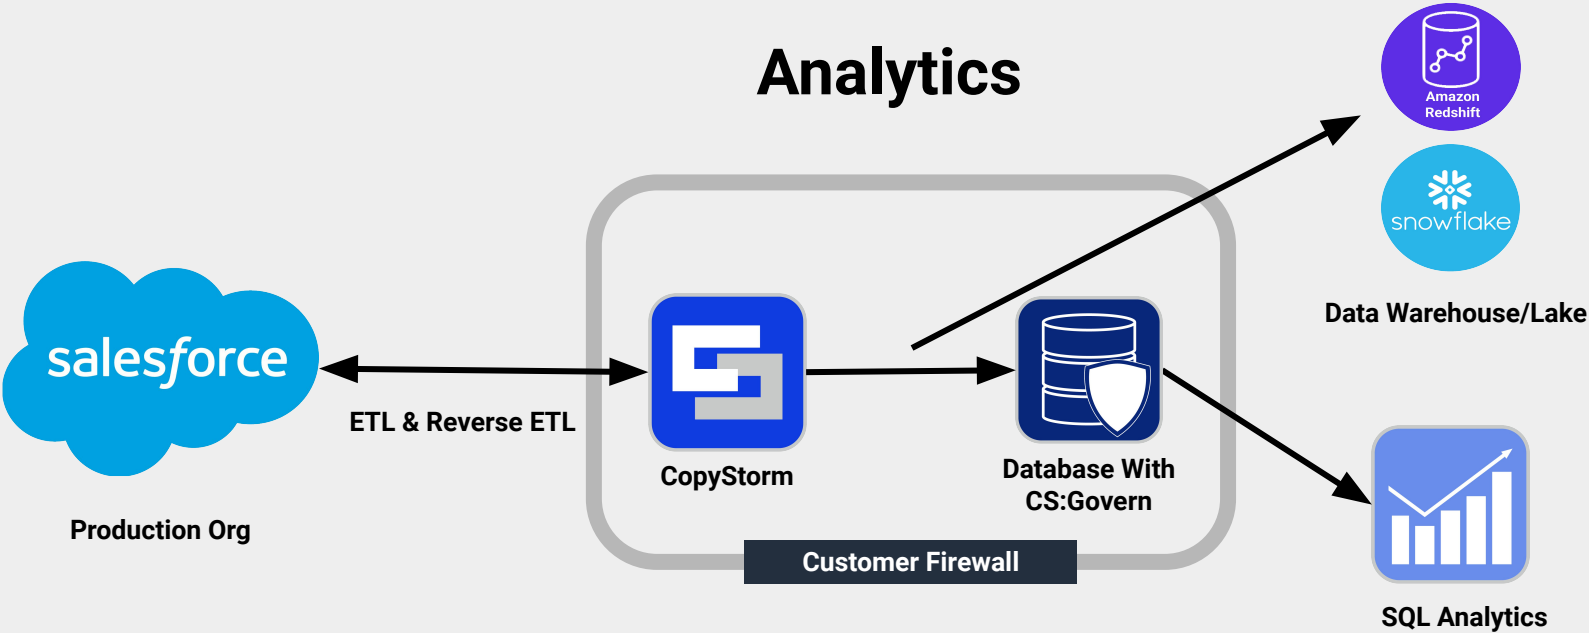 Analytics
Amazon
Redshift
snowflake
Data Warehouse/Lake
salesforce
ETL & Reverse ETL
Production Org
CopyStorm
Database With
CS:Govern
Customer Firewall
SQL Analytics